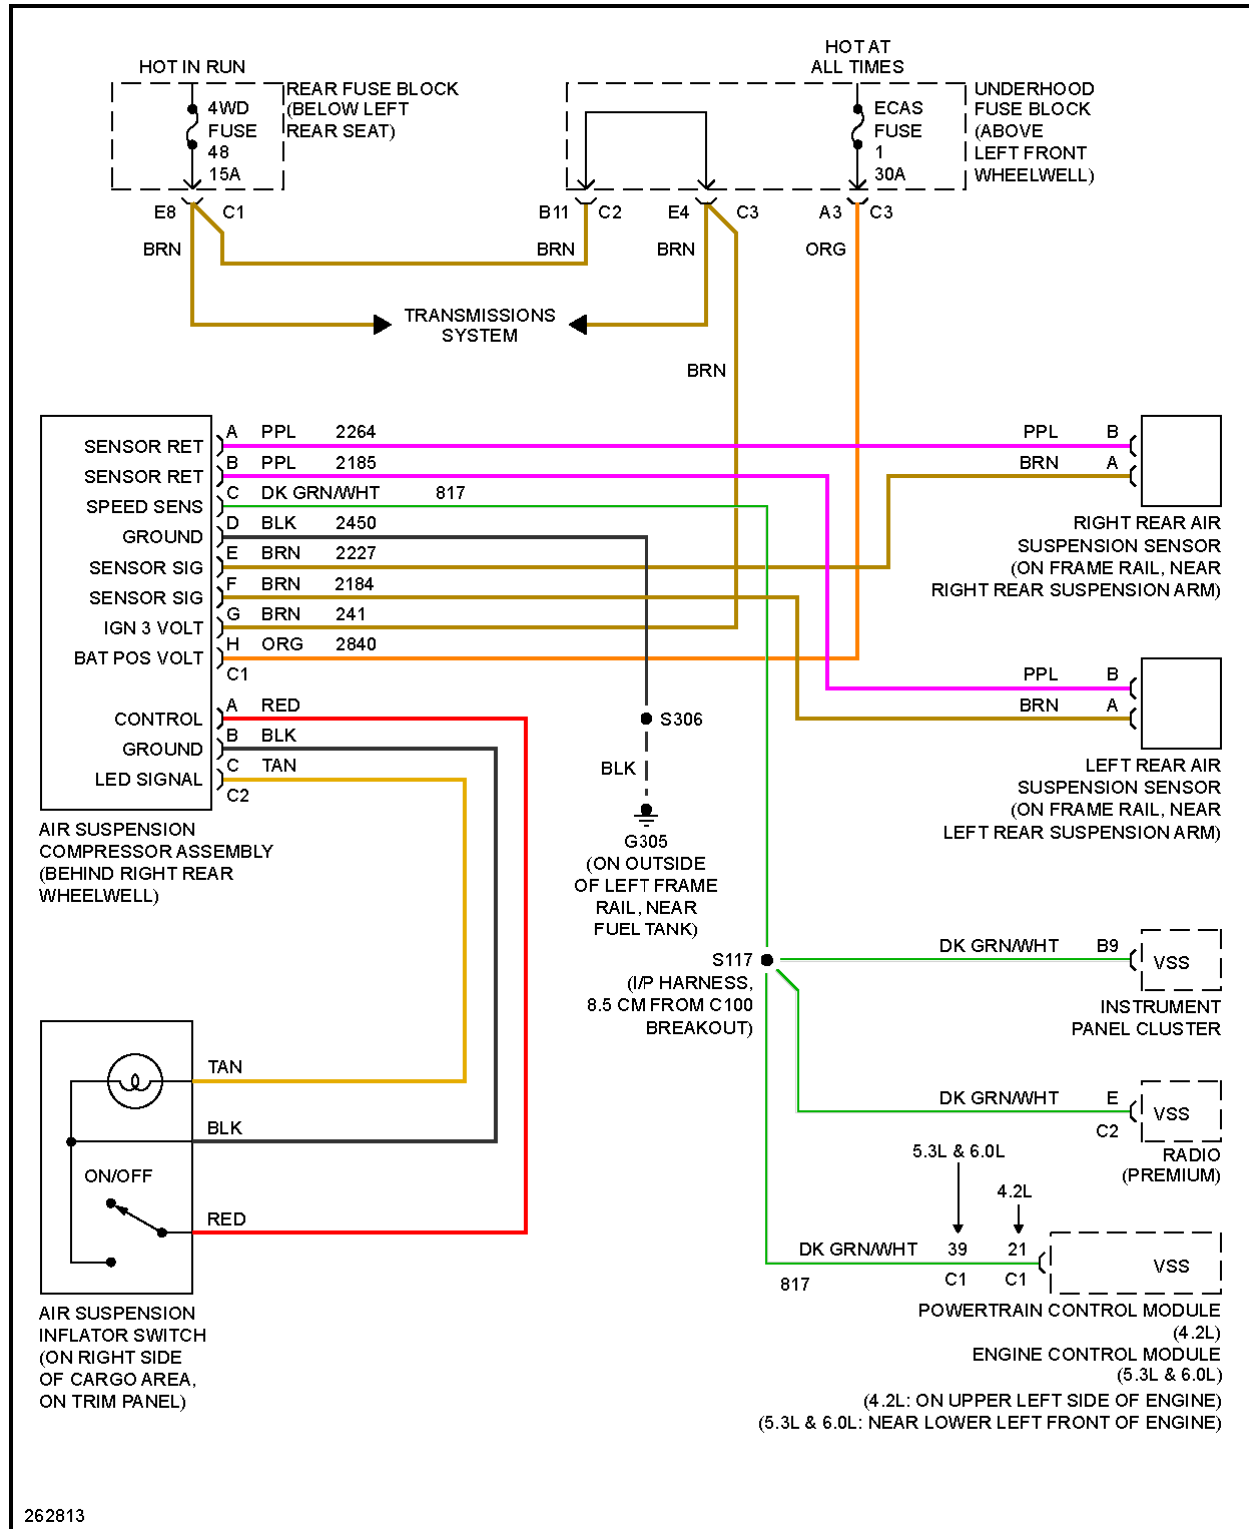 HOT IN RUN
REAR FUSE BLOCK
(BELOW LEFT
REAR SEAT)
4WD
FUSE
48
15A
E8
C1
BRN
HOT AT
ALL TIMES
ECAS
FUSE
1
30A
UNDERHOOD
FUSE BLOCK
(ABOVE
LEFT FRONT
WHEELWELL)
B11
C2
E4
C3
A3
C3
BRN
BRN
ORG
TRANSMISSIONS
SYSTEM
BRN
SENSOR RET A PPL 2264
SENSOR RET B PPL 2185
SPEED SENS C DK GRN/WHT 817
GROUND D BLK 2450
SENSOR SIG E BRN 2227
SENSOR SIG F BRN 2184
IGN 3 VOLT G BRN 241
BAT POS VOLT H ORG 2840
C1
CONTROL A RED
GROUND B BLK
LED SIGNAL C TAN
C2
AIR SUSPENSION
COMPRESSOR ASSEMBLY
(BEHIND RIGHT REAR
WHEELWELL)
PPL B
BRN A
RIGHT REAR AIR
SUSPENSION SENSOR
(ON FRAME RAIL, NEAR
RIGHT REAR SUSPENSION ARM)
PPL B
BRN A
LEFT REAR AIR
SUSPENSION SENSOR
(ON FRAME RAIL, NEAR
LEFT REAR SUSPENSION ARM)
S306
BLK
G305
(ON OUTSIDE
OF LEFT FRAME
RAIL, NEAR
FUEL TANK)
S117
(I/P HARNESS,
8.5 CM FROM C100
BREAKOUT)
DK GRN/WHT B9
VSS
INSTRUMENT
PANEL CLUSTER
DK GRN/WHT E
C2
VSS
RADIO
(PREMIUM)
5.3L & 6.0L
4.2L
DK GRN/WHT 39 21
817 C1 C1
VSS
POWERTRAIN CONTROL MODULE
(4.2L)
ENGINE CONTROL MODULE
(5.3L & 6.0L)
(4.2L: ON UPPER LEFT SIDE OF ENGINE)
(5.3L & 6.0L: NEAR LOWER LEFT FRONT OF ENGINE)
TAN
BLK
ON/OFF
RED
AIR SUSPENSION
INFLATOR SWITCH
(ON RIGHT SIDE
OF CARGO AREA,
ON TRIM PANEL)
262813